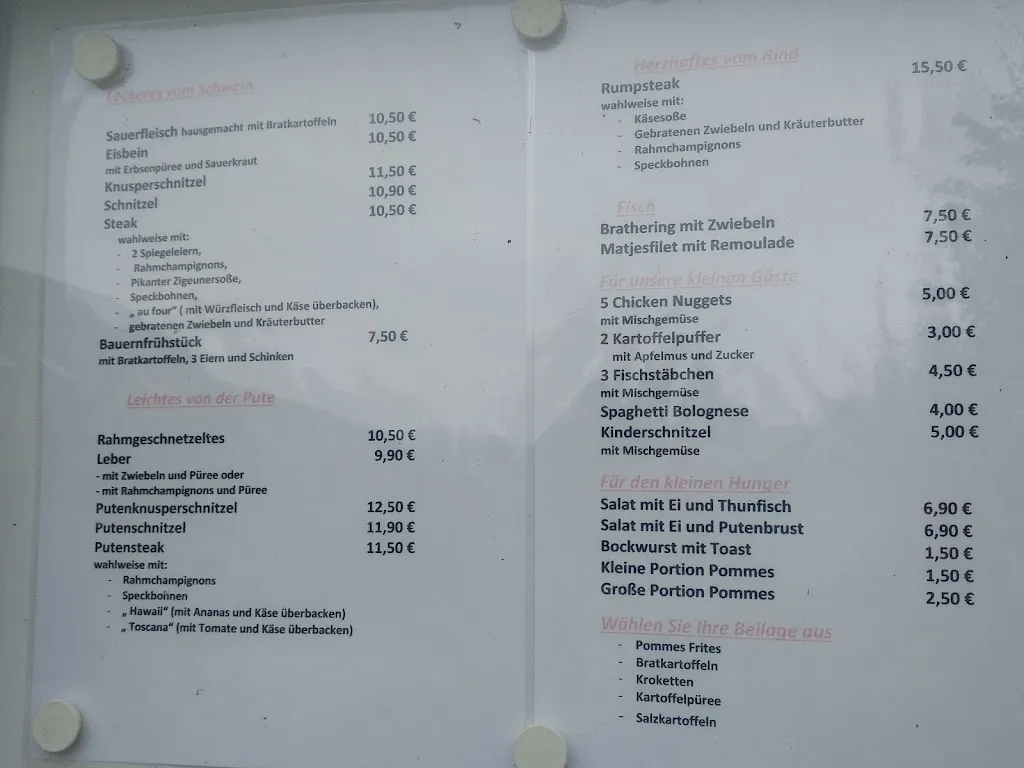 Leckeres vom Schwein
Sauerfleisch hausgemacht mit Bratkartoffeln 10,50 €
Eisbein 10,50 €
mit Erbsenpüree und Sauerkraut
Knusperschnitzel 11,50 €
Schnitzel 10,90 €
Steak 10,50 €
wahlweise mit:
- 2 Spiegeleiern,
- Rahmchampignons,
- Pikanter Zigeunersoße,
- Speckbohnen,
- „ au four“ ( mit Würzfleisch und Käse überbacken),
- gebratenen Zwiebeln und Kräuterbutter
Bauernfrühstück 7,50 €
mit Bratkartoffeln, 3 Eiern und Schinken
Leichtes von der Pute
Rahmgeschnetzeltes 10,50 €
Leber 9,90 €
- mit Zwiebeln und Püree oder
- mit Rahmchampignons und Püree
Putenknusperschnitzel 12,50 €
Putenschnitzel 11,90 €
Putensteak 11,50 €
wahlweise mit:
- Rahmchampignons
- Speckbohnen
- „ Hawaii“ (mit Ananas und Käse überbacken)
- „ Toscana“ (mit Tomate und Käse überbacken)
Herzhaftes vom Rind
Rumpsteak 15,50 €
wahlweise mit:
- Käsesoße
- Gebratenen Zwiebeln und Kräuterbutter
- Rahmchampignons
- Speckbohnen
Fisch
Brathering mit Zwiebeln 7,50 €
Matjesfilet mit Remoulade 7,50 €
Für unsere kleinen Gäste
5 Chicken Nuggets 5,00 €
mit Mischgemüse
2 Kartoffelpuffer 3,00 €
mit Apfelmus und Zucker
3 Fischstäbchen 4,50 €
mit Mischgemüse
Spaghetti Bolognese 4,00 €
Kinderschnitzel 5,00 €
mit Mischgemüse
Für den kleinen Hunger
Salat mit Ei und Thunfisch 6,90 €
Salat mit Ei und Putenbrust 6,90 €
Bockwurst mit Toast 1,50 €
Kleine Portion Pommes 1,50 €
Große Portion Pommes 2,50 €
Wählen Sie Ihre Beilage aus
- Pommes Frites
- Bratkartoffeln
- Kroketten
- Kartoffelpüree
- Salzkartoffeln